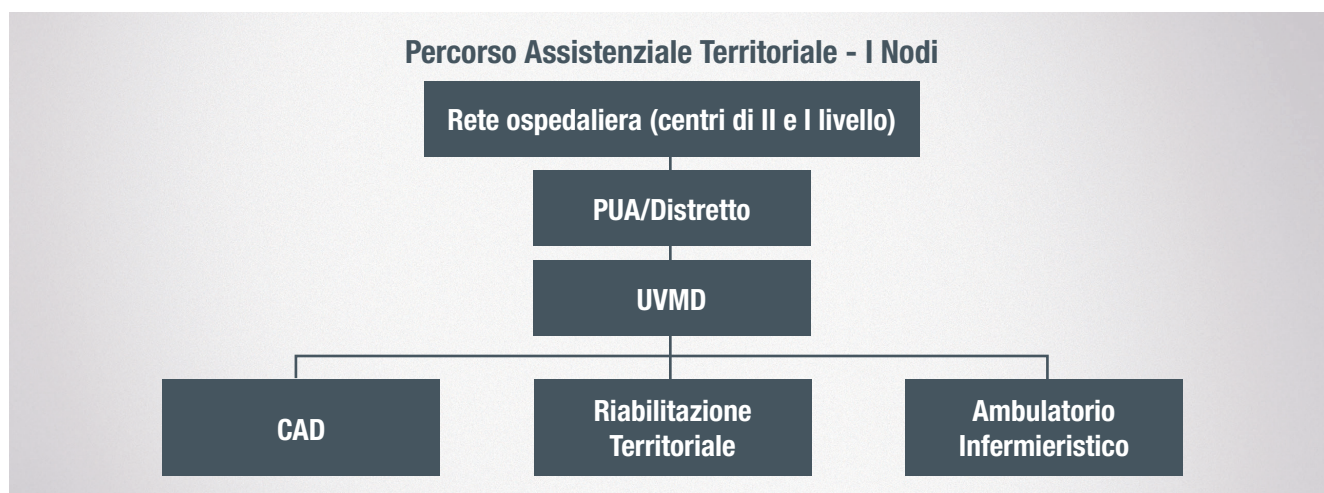 Percorso Assistenziale Territoriale - I Nodi
Rete ospedaliera (centri di II e I livello)
PUA/Distretto
UVMD
CAD
Riabilitazione
Territoriale
Ambulatorio
Infermieristico